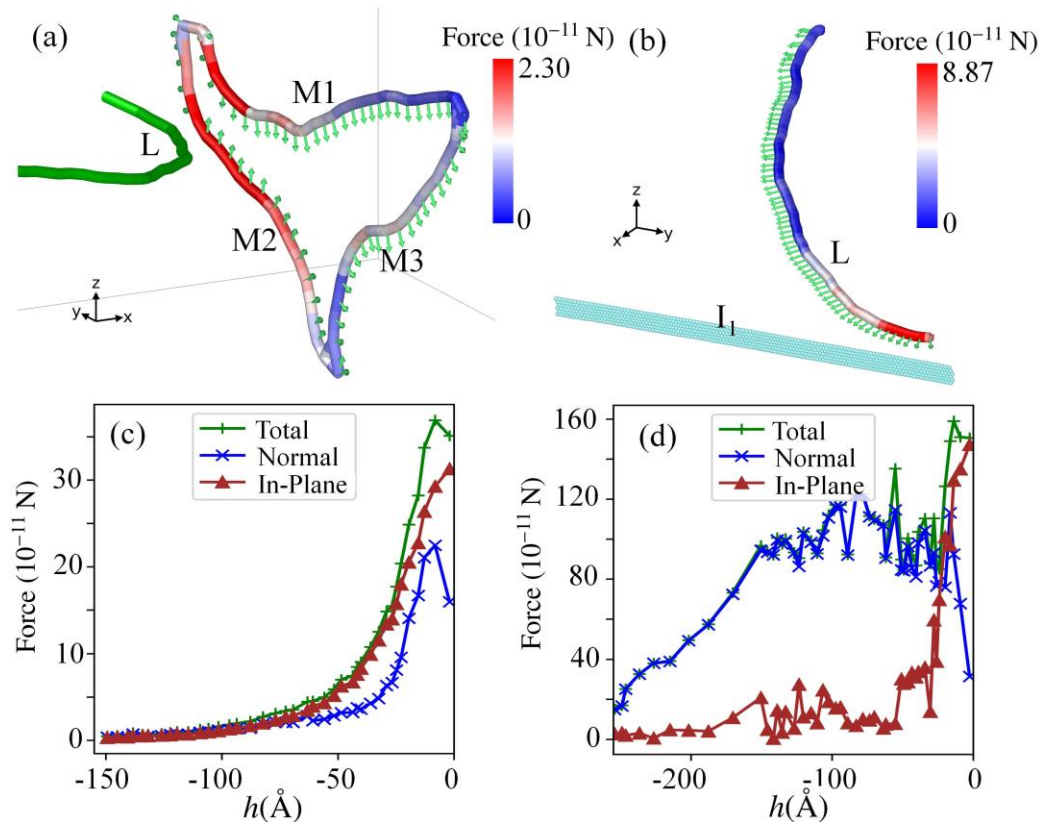 (a)
Force (10⁻¹¹ N)
2.30
0
M1
L
M2
M3
z
y
x
(b)
Force (10⁻¹¹ N)
8.87
0
z
x
y
L
I₁
(c)
Total
Normal
In-Plane
Force (10⁻¹¹ N)
30
20
10
0
-150
-100
-50
0
h(Å)
(d)
Total
Normal
In-Plane
Force (10⁻¹¹ N)
160
120
80
40
0
-200
-100
0
h(Å)